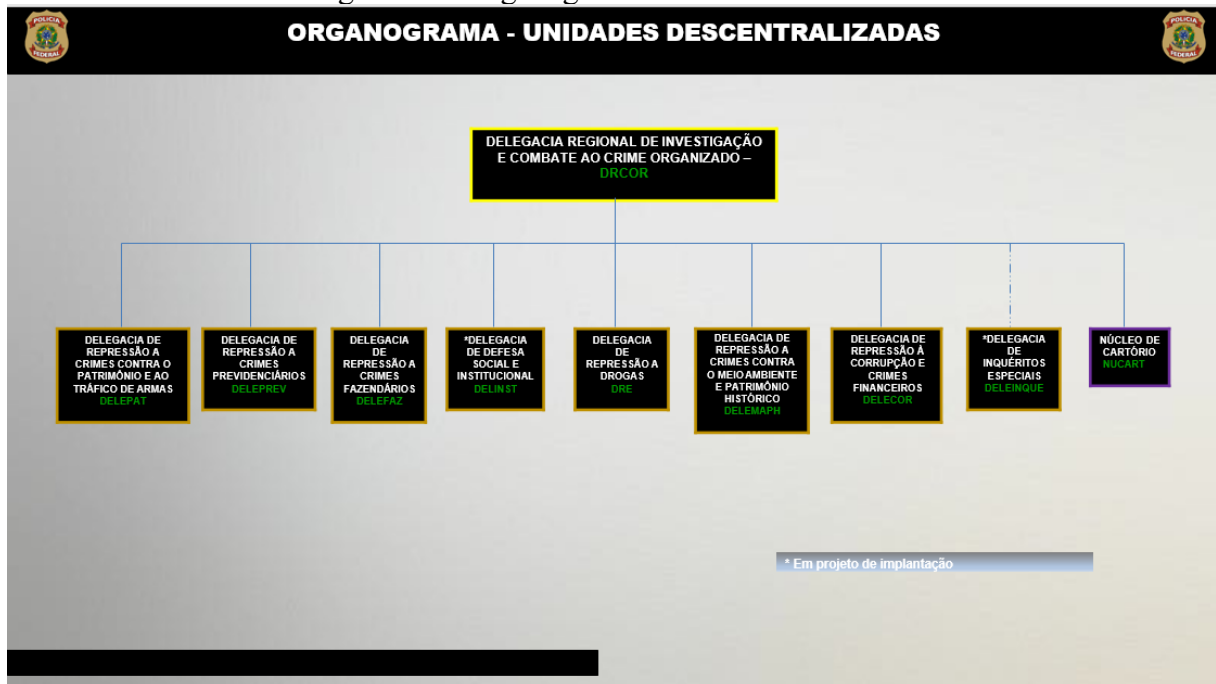 POLÍCIA
FEDERAL
ORGANOGRAMA - UNIDADES DESCENTRALIZADAS
POLÍCIA
FEDERAL
DELEGACIA REGIONAL DE INVESTIGAÇÃO
E COMBATE AO CRIME ORGANIZADO –
DRCOR
DELEGACIA DE
REPRESSÃO A
CRIMES CONTRA O
PATRIMÔNIO E AO
TRÁFICO DE ARMAS
DELEPAT
DELEGACIA DE
REPRESSÃO A
CRIMES
PREVIDENCIÁRIOS
DELEPREV
DELEGACIA
DE
REPRESSÃO A
CRIMES
FAZENDÁRIOS
DELEFAZ
*DELEGACIA
DE DEFESA
SOCIAL E
INSTITUCIONAL
DELINST
DELEGACIA
DE
REPRESSÃO A
DROGAS
DRE
DELEGACIA DE
REPRESSÃO A
CRIMES CONTRA
O MEIO AMBIENTE
E PATRIMÔNIO
HISTÓRICO
DELEMAPH
DELEGACIA DE
REPRESSÃO À
CORRUPÇÃO E
CRIMES
FINANCEIROS
DELECOR
*DELEGACIA
DE
INQUÉRITOS
ESPECIAIS
DELEINQUE
NÚCLEO DE
CARTÓRIO
NUCART
* Em projeto de implantação